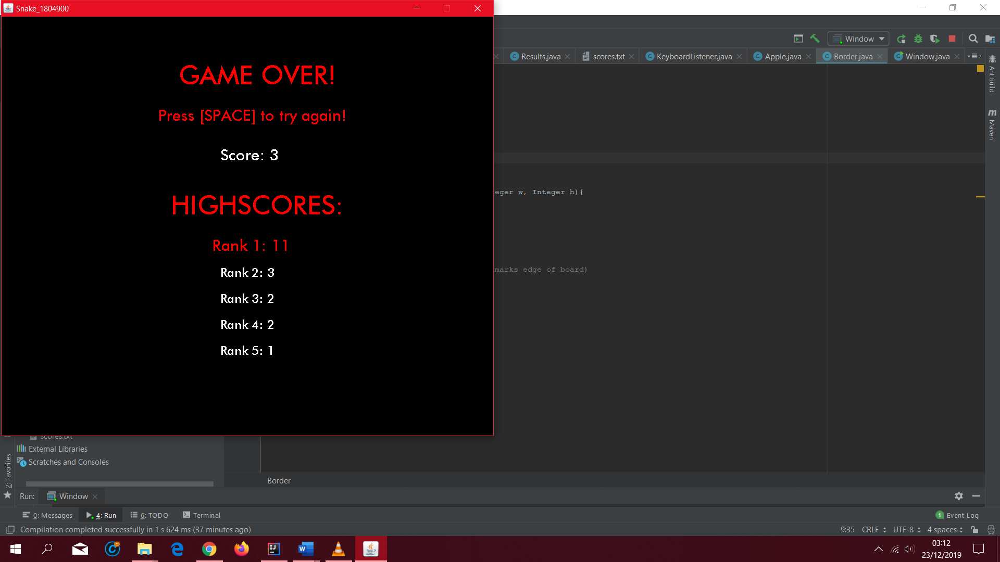 Snake_1804900
GAME OVER!
Press [SPACE] to try again!
Score: 3
HIGHSCORES:
Rank 1: 11
Rank 2: 3
Rank 3: 2
Rank 4: 2
Rank 5: 1
Window
Results.java
scores.txt
KeyboardListener.java
Apple.java
Border.java
Window.java
2
Ant Build
Maven
eger w, Integer h){
marks edge of board)
scores.txt
External Libraries
Scratches and Consoles
2: Favorites
Border
Run:
Window
0: Messages
4: Run
6: TODO
Terminal
1 Event Log
Compilation completed successfully in 1 s 624 ms (37 minutes ago)
9:35
CRLF
UTF-8
4 spaces
03:12
23/12/2019